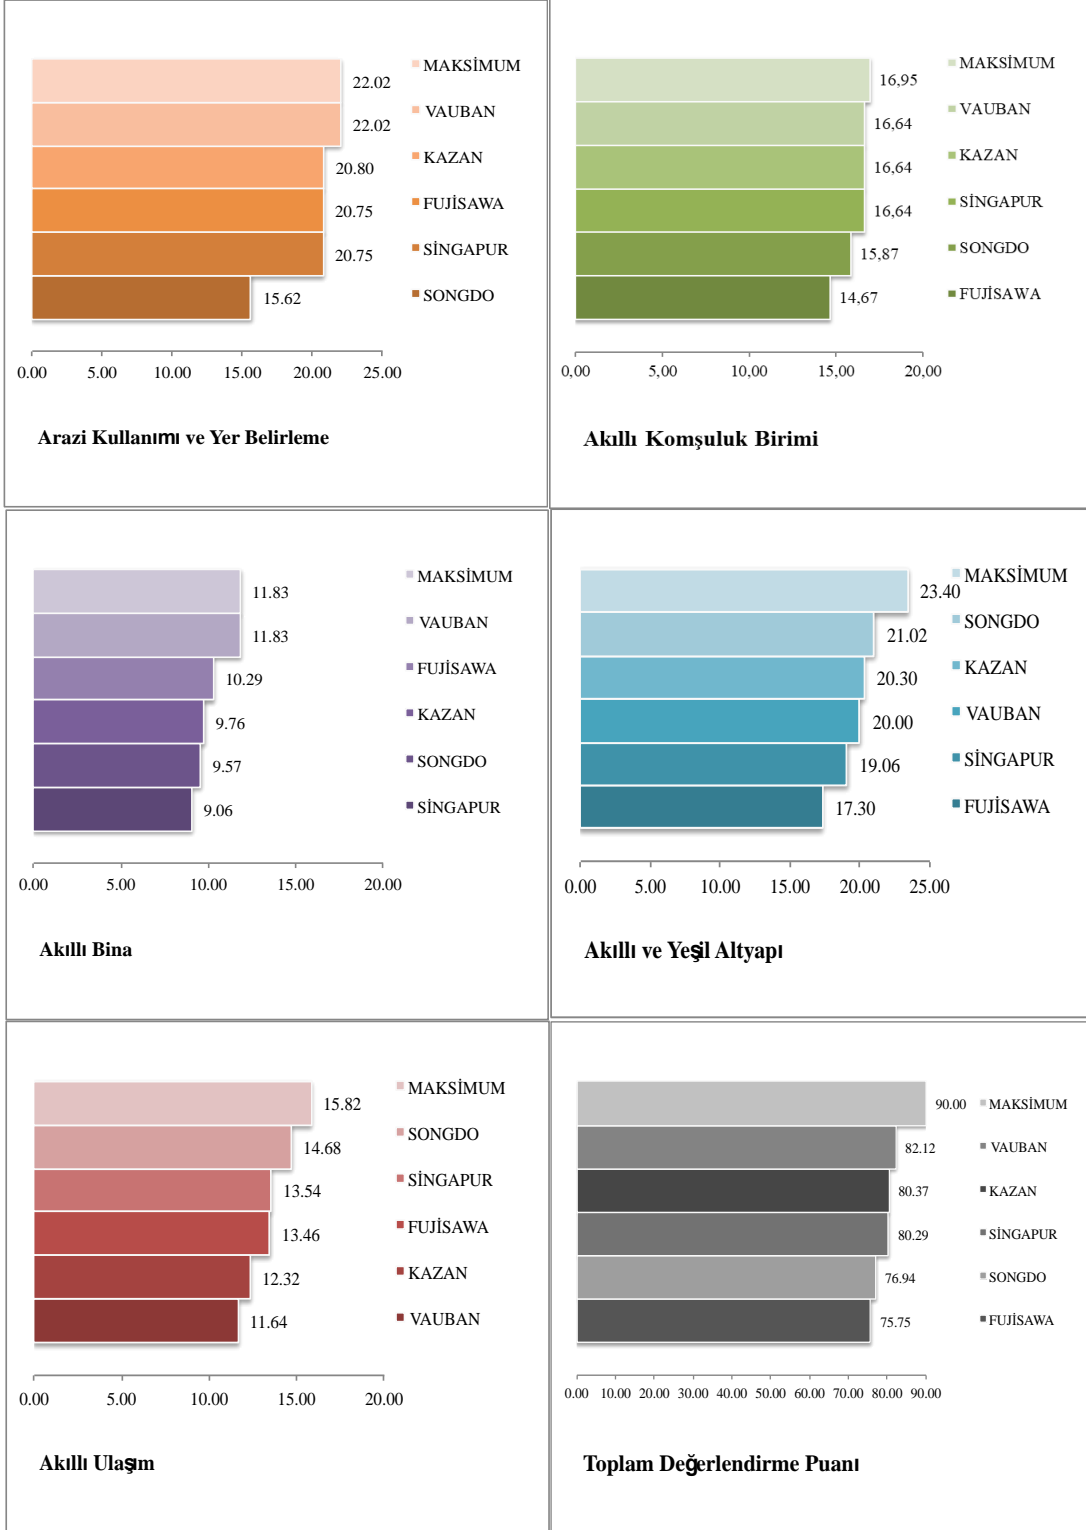 22.02
22.02
20.80
20.75
20.75
15.62
MAKSİMUM
VAUBAN
KAZAN
FUJİSAWA
SİNGAPUR
SONGDO
0.00 5.00 10.00 15.00 20.00 25.00
Arazi Kullanımı ve Yer Belirleme
16,95
16,64
16,64
16,64
15,87
14,67
MAKSİMUM
VAUBAN
KAZAN
SİNGAPUR
SONGDO
FUJİSAWA
0,00 5,00 10,00 15,00 20,00
Akıllı Komşuluk Birimi
11.83
11.83
10.29
9.76
9.57
9.06
MAKSİMUM
VAUBAN
FUJİSAWA
KAZAN
SONGDO
SİNGAPUR
0.00 5.00 10.00 15.00 20.00
Akıllı Bina
23.40
21.02
20.30
20.00
19.06
17.30
MAKSİMUM
SONGDO
KAZAN
VAUBAN
SİNGAPUR
FUJİSAWA
0.00 5.00 10.00 15.00 20.00 25.00
Akıllı ve Yeşil Altyapı
15.82
14.68
13.54
13.46
12.32
11.64
MAKSİMUM
SONGDO
SİNGAPUR
FUJİSAWA
KAZAN
VAUBAN
0.00 5.00 10.00 15.00 20.00
Akıllı Ulaşım
90.00
82.12
80.37
80.29
76.94
75.75
MAKSİMUM
VAUBAN
KAZAN
SİNGAPUR
SONGDO
FUJİSAWA
0.00 10.00 20.00 30.00 40.00 50.00 60.00 70.00 80.00 90.00
Toplam Değerlendirme Puanı